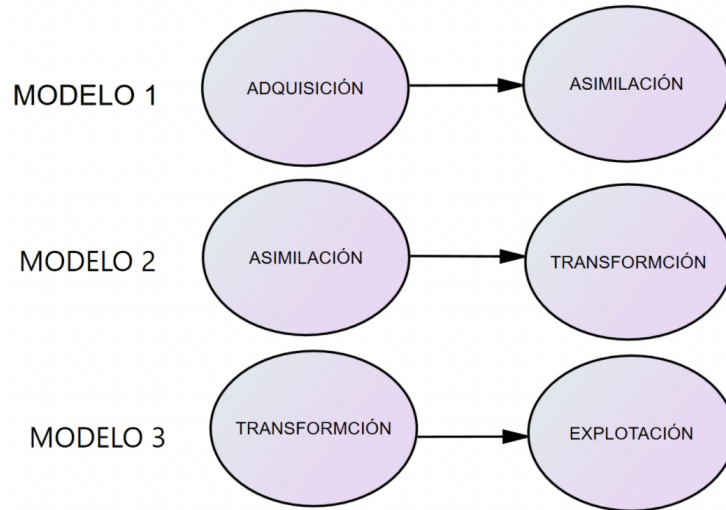 MODELO 1
ADQUISICIÓN
ASIMILACIÓN
MODELO 2
ASIMILACIÓN
TRANSFORMCIÓN
MODELO 3
TRANSFORMCIÓN
EXPLOTACIÓN